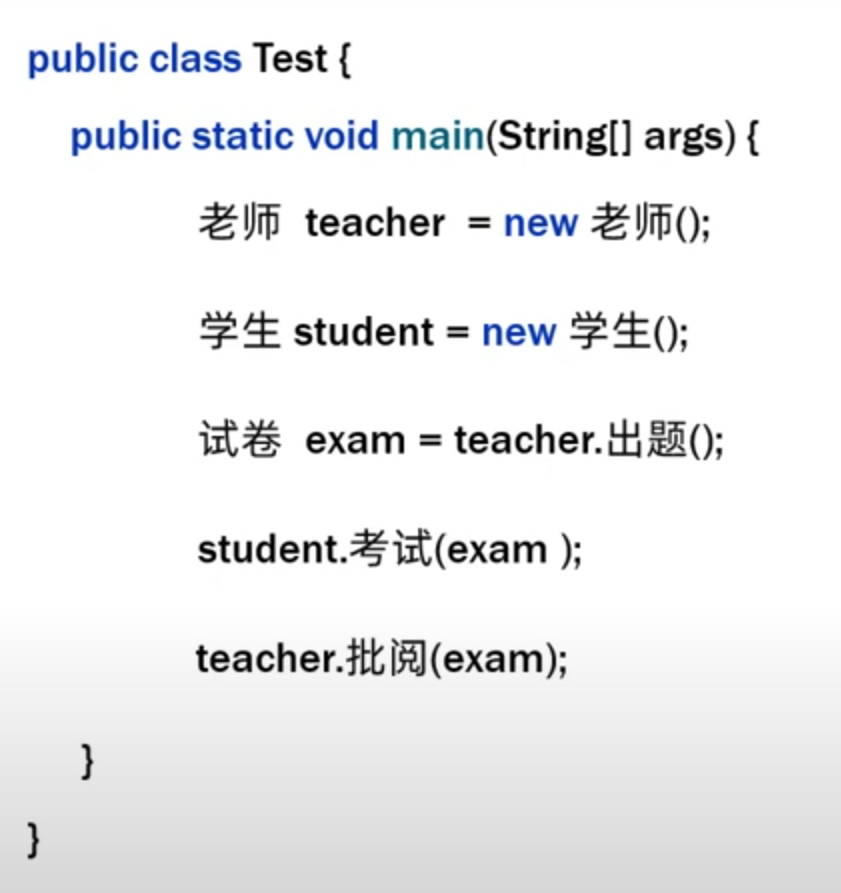 public class Test {
public static void main(String[] args) {
老师 teacher = new 老师();
学生 student = new 学生();
试卷 exam = teacher.出题();
student.考试(exam );
teacher.批阅(exam);
}
}